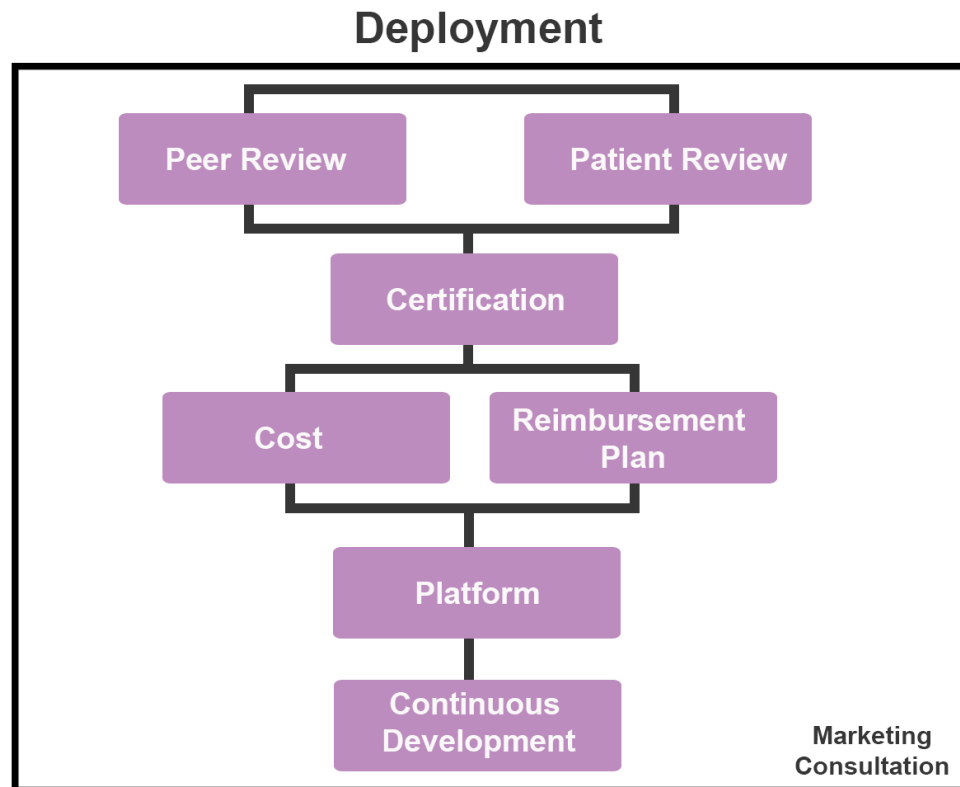 Deployment
Peer Review
Patient Review
Certification
Cost
Reimbursement
Plan
Platform
Continuous
Development
Marketing
Consultation